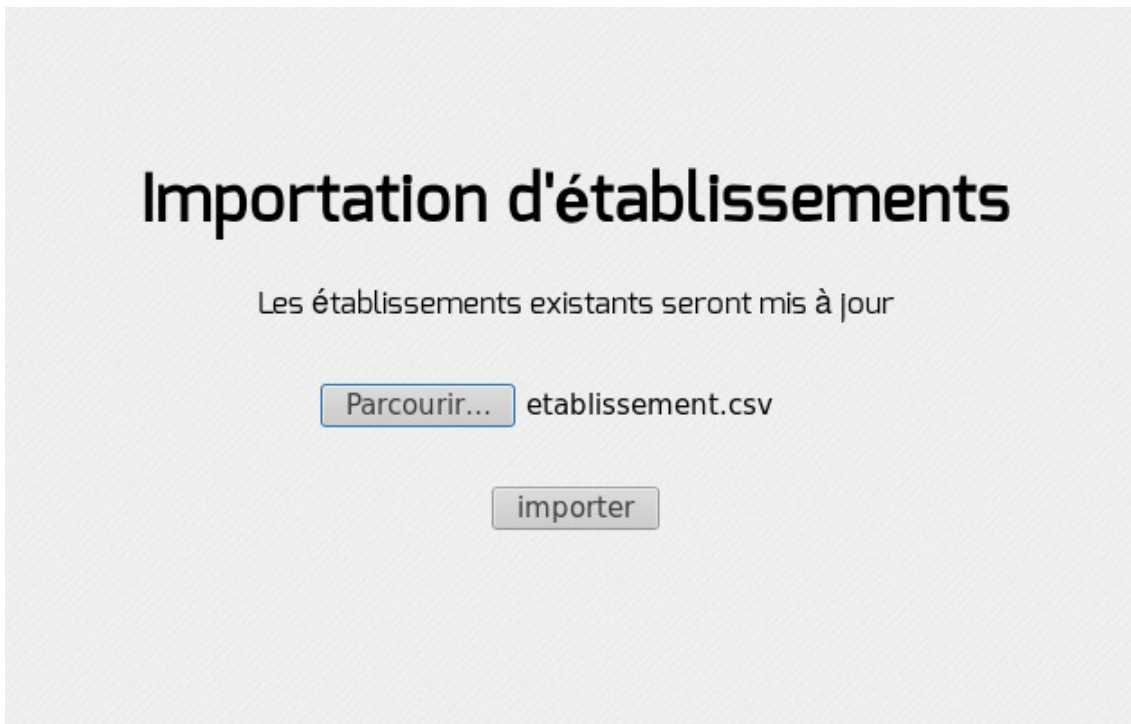 Importation d'établissements
Les établissements existants seront mis à jour
Parcourir... etablissement.csv
importer